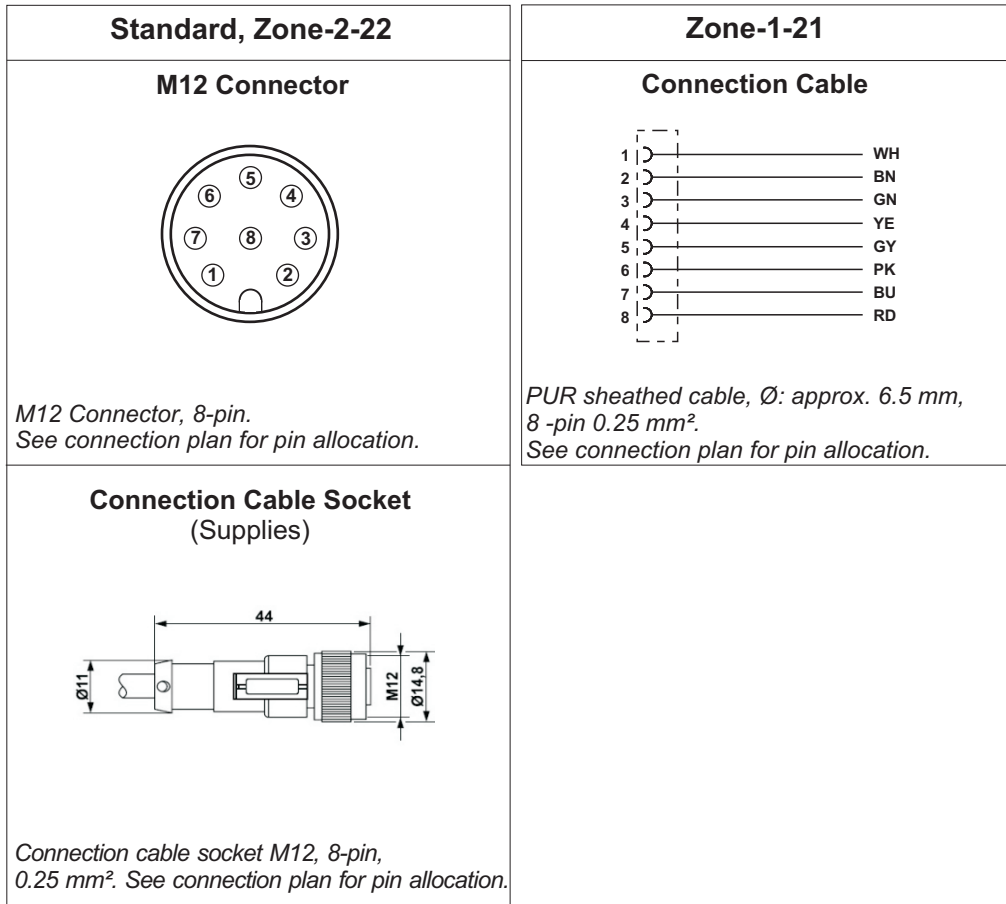 Standard, Zone-2-22
M12 Connector
5
6
4
7
8
3
1
2
M12 Connector, 8-pin.
See connection plan for pin allocation.
Connection Cable Socket
(Supplies)
44
Ø11
M12
Ø14,8
Connection cable socket M12, 8-pin,
0.25 mm². See connection plan for pin allocation.
Zone-1-21
Connection Cable
1 WH
2 BN
3 GN
4 YE
5 GY
6 PK
7 BU
8 RD
PUR sheathed cable, Ø: approx. 6.5 mm,
8 -pin 0.25 mm².
See connection plan for pin allocation.